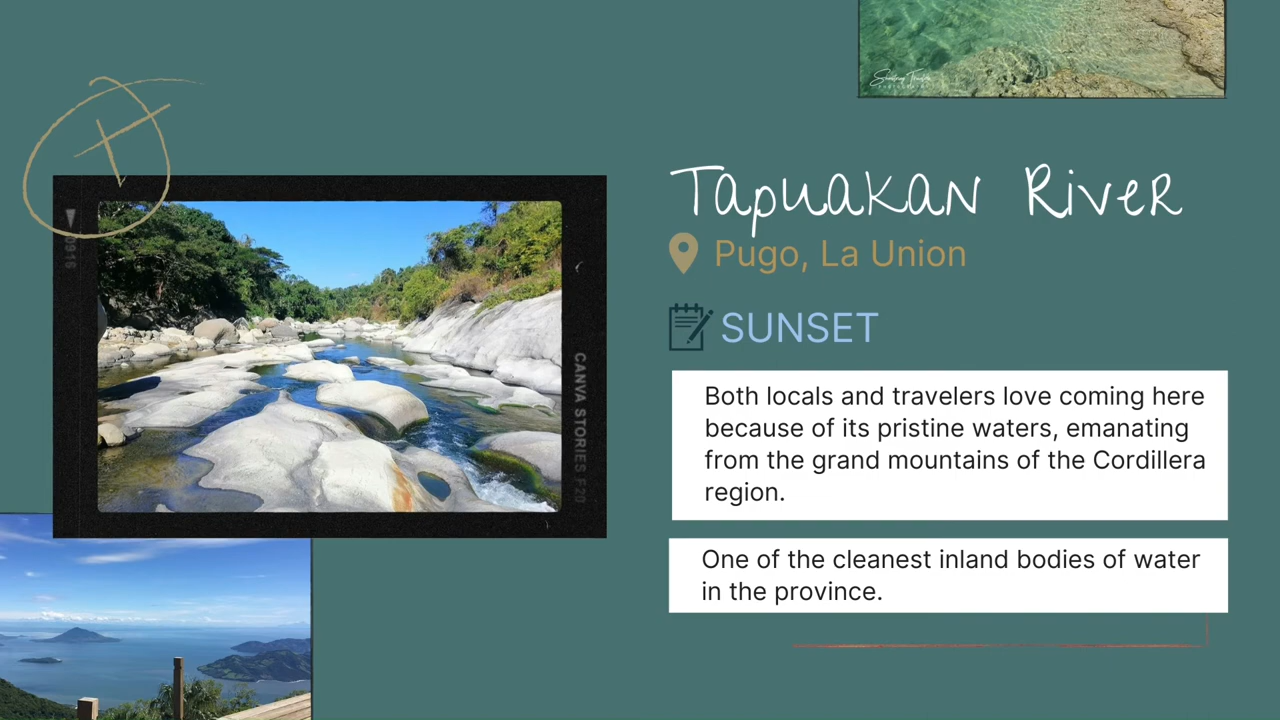 Tapuakan River
Pugo, La Union
SUNSET
Both locals and travelers love coming here
because of its pristine waters, emanating
from the grand mountains of the Cordillera
region.
One of the cleanest inland bodies of water
in the province.
0916
CANVA STORIES F20